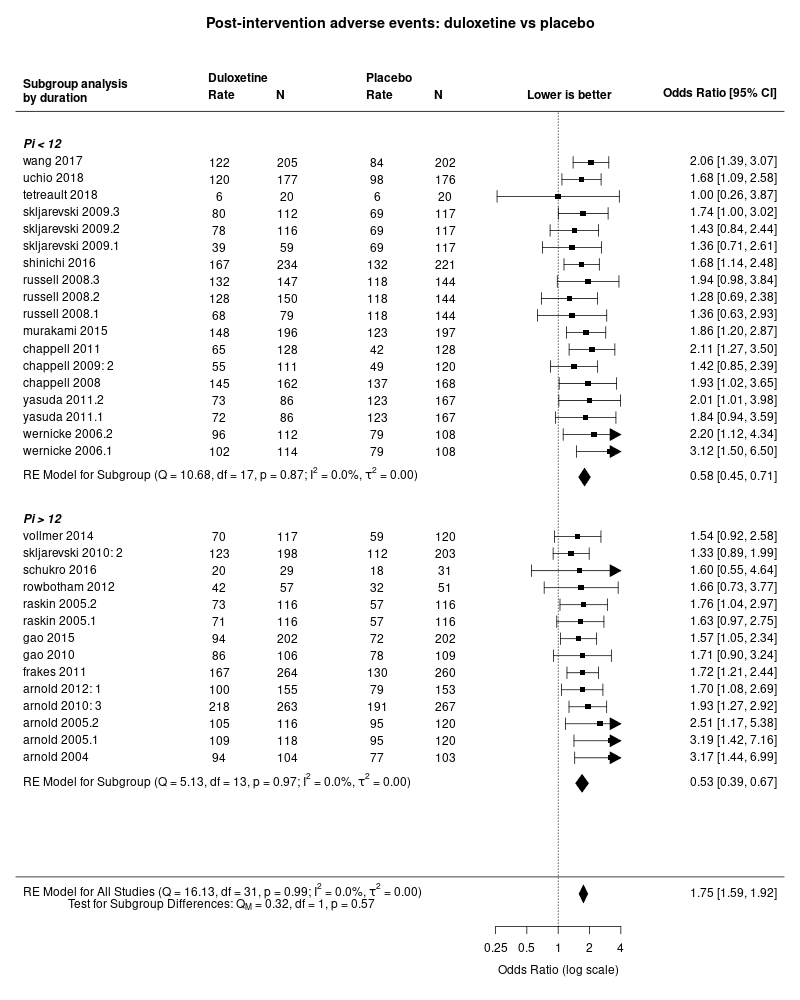 Post-intervention adverse events: duloxetine vs placebo
Subgroup analysis by duration Duloxetine Placebo
Rate N Rate N Lower is better Odds Ratio [95% CI]
Pi < 12
wang 2017 122 205 84 202 2.06 [1.39, 3.07]
uchio 2018 120 177 98 176 1.68 [1.09, 2.58]
tetreault 2018 6 20 6 20 1.00 [0.26, 3.87]
skljarevski 2009.3 80 112 69 117 1.74 [1.00, 3.02]
skljarevski 2009.2 78 116 69 117 1.43 [0.84, 2.44]
skljarevski 2009.1 39 59 69 117 1.36 [0.71, 2.61]
shinichi 2016 167 234 132 221 1.68 [1.14, 2.48]
russell 2008.3 132 147 118 144 1.94 [0.98, 3.84]
russell 2008.2 128 150 118 144 1.28 [0.69, 2.38]
russell 2008.1 68 79 118 144 1.36 [0.63, 2.93]
murakami 2015 148 196 123 197 1.86 [1.20, 2.87]
chappell 2011 65 128 42 128 2.11 [1.27, 3.50]
chappell 2009: 2 55 111 49 120 1.42 [0.85, 2.39]
chappell 2008 145 162 137 168 1.93 [1.02, 3.65]
yasuda 2011.2 73 86 123 167 2.01 [1.01, 3.98]
yasuda 2011.1 72 86 123 167 1.84 [0.94, 3.59]
wernicke 2006.2 96 112 79 108 2.20 [1.12, 4.34]
wernicke 2006.1 102 114 79 108 3.12 [1.50, 6.50]
RE Model for Subgroup (Q = 10.68, df = 17, p = 0.87; I² = 0.0%, τ² = 0.00) 0.58 [0.45, 0.71]
Pi > 12
vollmer 2014 70 117 59 120 1.54 [0.92, 2.58]
skljarevski 2010: 2 123 198 112 203 1.33 [0.89, 1.99]
schukro 2016 20 29 18 31 1.60 [0.55, 4.64]
rowbotham 2012 42 57 32 51 1.66 [0.73, 3.77]
raskin 2005.2 73 116 57 116 1.76 [1.04, 2.97]
raskin 2005.1 71 116 57 116 1.63 [0.97, 2.75]
gao 2015 94 202 72 202 1.57 [1.05, 2.34]
gao 2010 86 106 78 109 1.71 [0.90, 3.24]
frakes 2011 167 264 130 260 1.72 [1.21, 2.44]
arnold 2012: 1 100 155 79 153 1.70 [1.08, 2.69]
arnold 2010: 3 218 263 191 267 1.93 [1.27, 2.92]
arnold 2005.2 105 116 95 120 2.51 [1.17, 5.38]
arnold 2005.1 109 118 95 120 3.19 [1.42, 7.16]
arnold 2004 94 104 77 103 3.17 [1.44, 6.99]
RE Model for Subgroup (Q = 5.13, df = 13, p = 0.97; I² = 0.0%, τ² = 0.00) 0.53 [0.39, 0.67]
RE Model for All Studies (Q = 16.13, df = 31, p = 0.99; I² = 0.0%, τ² = 0.00) 1.75 [1.59, 1.92]
Test for Subgroup Differences: Q_M = 0.32, df = 1, p = 0.57
0.25 0.5 1 2 4
Odds Ratio (log scale)